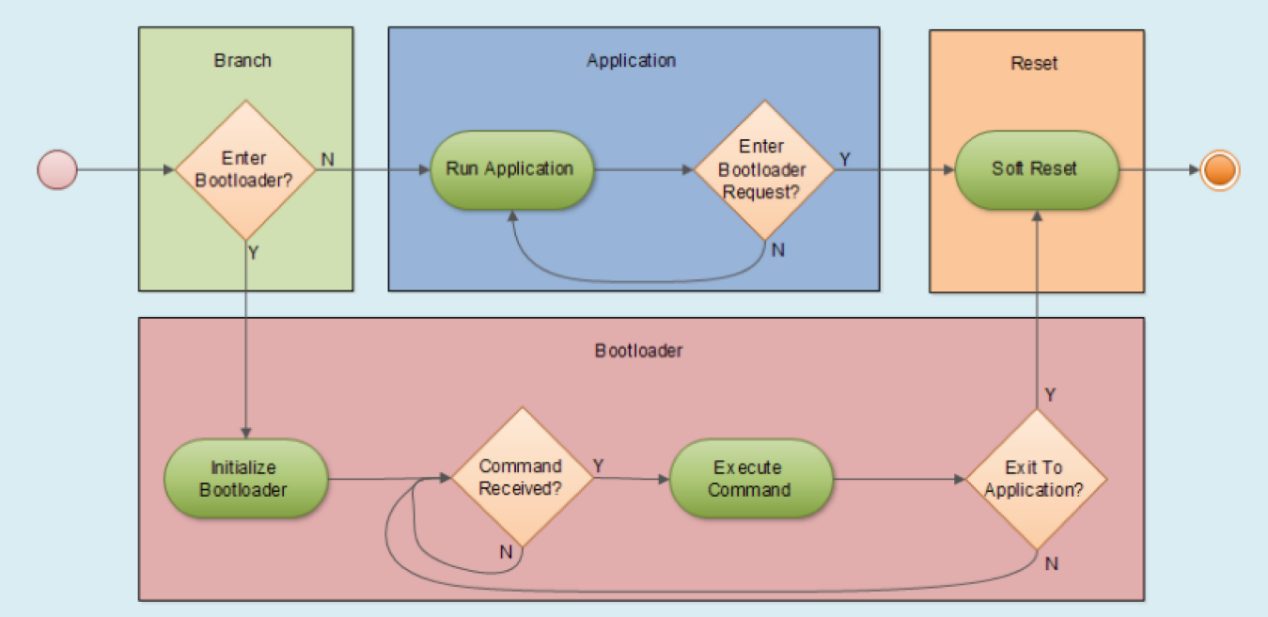 Branch
Application
Reset
Enter
Bootloader?
N
Y
Run Application
Enter
Bootloader
Request?
Y
N
Soft Reset
Bootloader
Initialize
Bootloader
Command
Received?
Y
N
Execute
Command
Exit To
Application?
Y
N